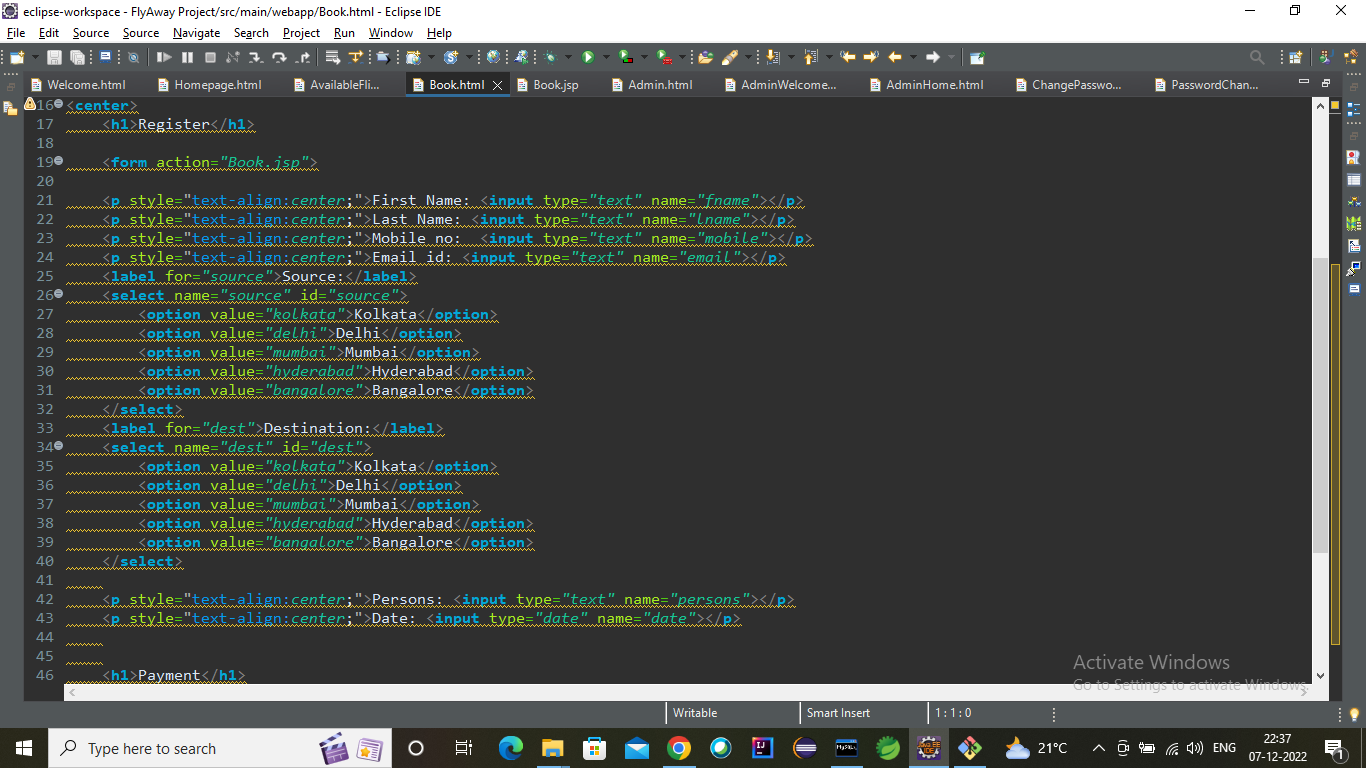 eclipse-workspace - FlyAway Project/src/main/webapp/Book.html - Eclipse IDE
File Edit Source Source Navigate Search Project Run Window Help
Welcome.html Homepage.html AvailableFli... Book.html Book.jsp Admin.html AdminWelcome... AdminHome.html ChangePasswo... PasswordChan...
16 <center>
17 <h1>Register</h1>
18
19 <form action="Book.jsp">
20
21 <p style="text-align:center;">First Name: <input type="text" name="fname"></p>
22 <p style="text-align:center;">Last Name: <input type="text" name="lname"></p>
23 <p style="text-align:center;">Mobile no:  <input type="text" name="mobile"></p>
24 <p style="text-align:center;">Email id: <input type="text" name="email"></p>
25 <label for="source">Source:</label>
26 <select name="source" id="source">
27 <option value="kolkata">Kolkata</option>
28 <option value="delhi">Delhi</option>
29 <option value="mumbai">Mumbai</option>
30 <option value="hyderabad">Hyderabad</option>
31 <option value="bangalore">Bangalore</option>
32 </select>
33 <label for="dest">Destination:</label>
34 <select name="dest" id="dest">
35 <option value="kolkata">Kolkata</option>
36 <option value="delhi">Delhi</option>
37 <option value="mumbai">Mumbai</option>
38 <option value="hyderabad">Hyderabad</option>
39 <option value="bangalore">Bangalore</option>
40 </select>
41
42 <p style="text-align:center;">Persons: <input type="text" name="persons"></p>
43 <p style="text-align:center;">Date: <input type="date" name="date"></p>
44
45
46 <h1>Payment</h1>
Activate Windows
Go to Settings to activate Windows.
Writable Smart Insert 1 : 1 : 0
Type here to search 21°C ENG 22:37
07-12-2022 1